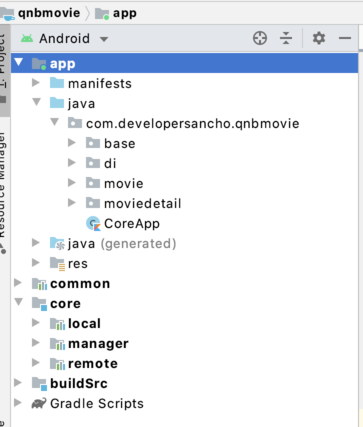 qnbmovie app
Android
1: Project
app
manifests
java
com.developersancho.qnbmovie
base
di
movie
moviedetail
CoreApp
java (generated)
res
common
core
local
manager
remote
buildSrc
Gradle Scripts
Resource Manager